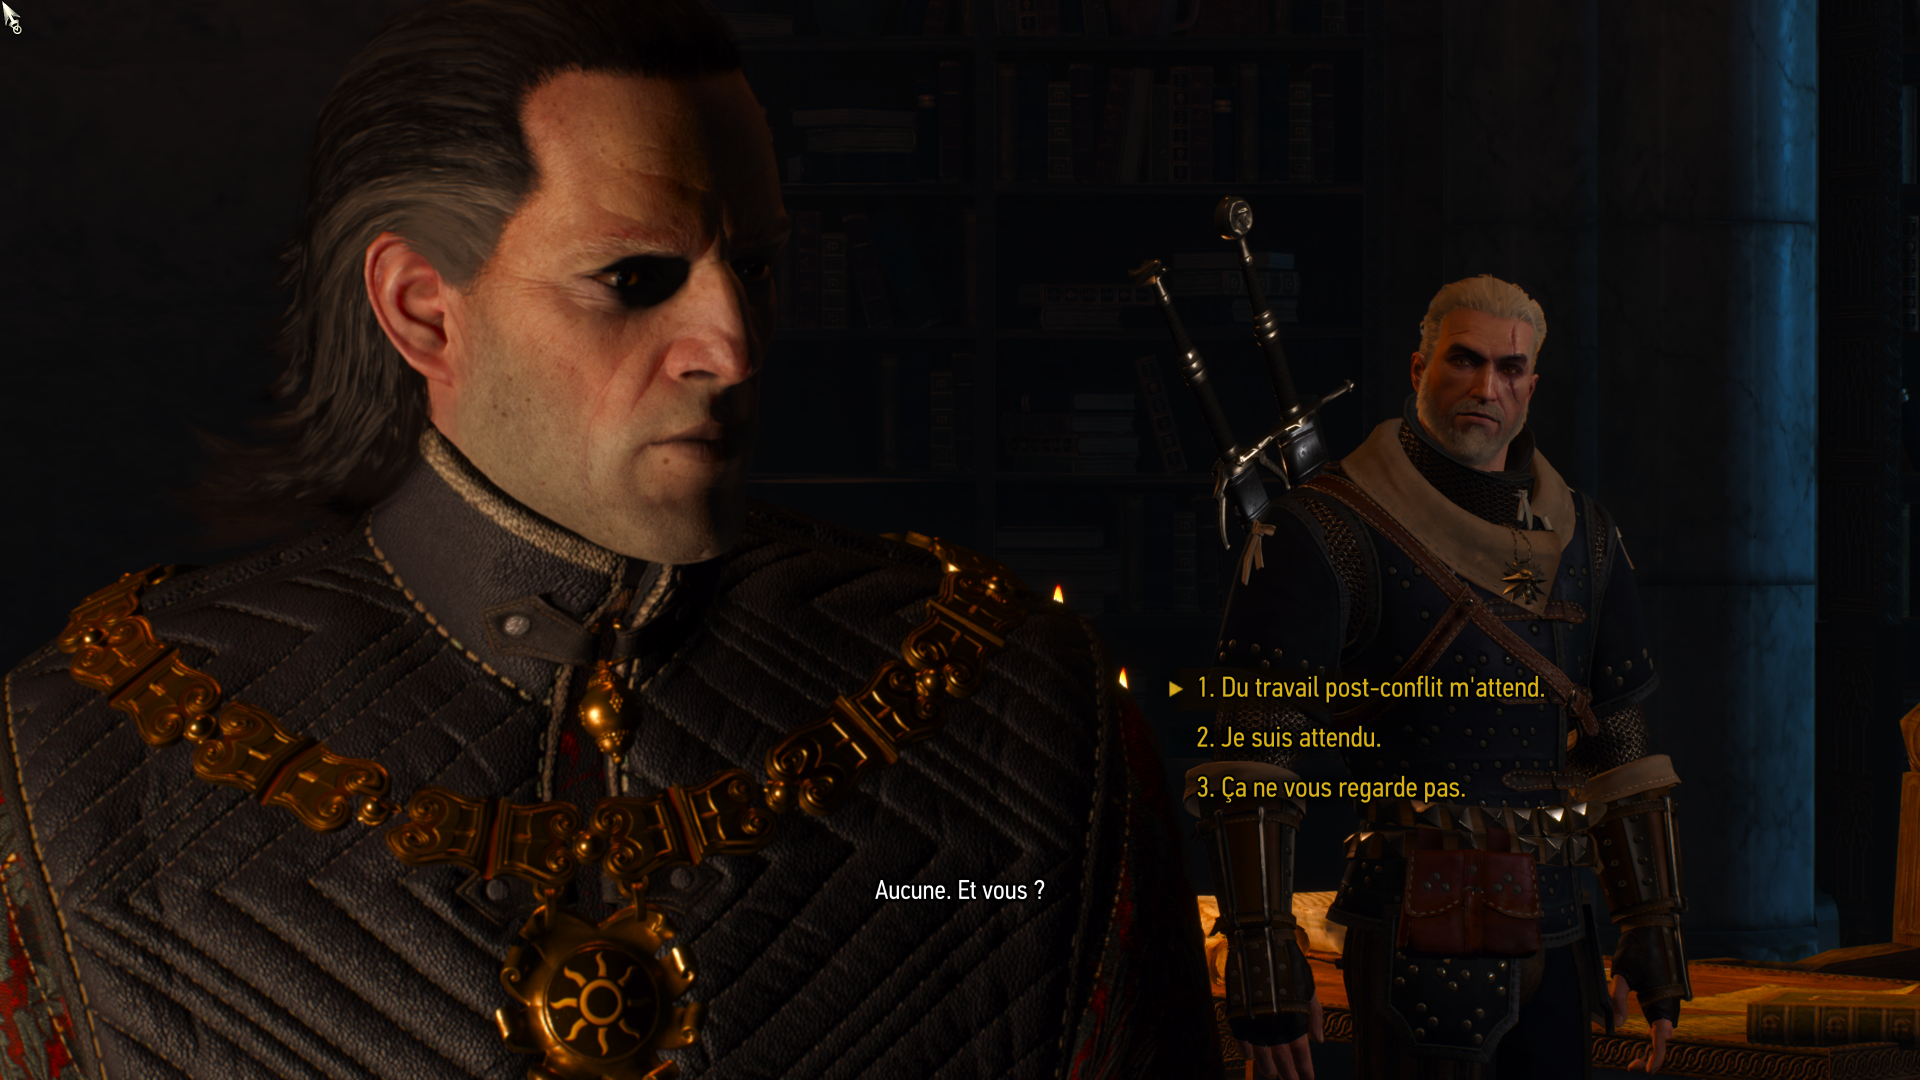 1. Du travail post-conflit m'attend.
2. Je suis attendu.
3. Ça ne vous regarde pas.
Aucune. Et vous ?